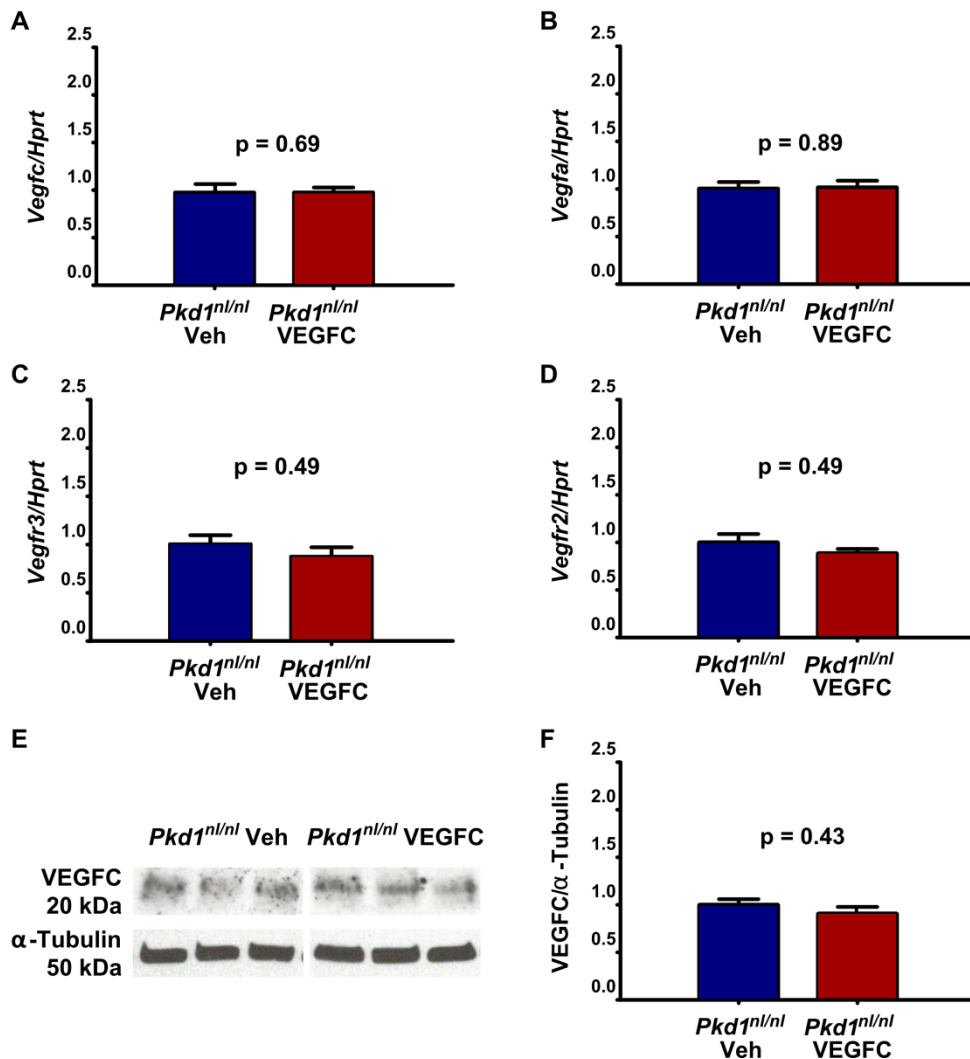 A
2.5
2.0
1.5
1.0
0.5
0.0
Vegfc/Hprt
p = 0.69
Pkd1nl/nl Pkd1nl/nl
Veh VEGFC
B
2.5
2.0
1.5
1.0
0.5
0.0
Vegfa/Hprt
p = 0.89
Pkd1nl/nl Pkd1nl/nl
Veh VEGFC
C
2.5
2.0
1.5
1.0
0.5
0.0
Vegfr3/Hprt
p = 0.49
Pkd1nl/nl Pkd1nl/nl
Veh VEGFC
D
2.5
2.0
1.5
1.0
0.5
0.0
Vegfr2/Hprt
p = 0.49
Pkd1nl/nl Pkd1nl/nl
Veh VEGFC
E
Pkd1nl/nl Veh Pkd1nl/nl VEGFC
VEGFC
20 kDa
α-Tubulin
50 kDa
F
2.5
2.0
1.5
1.0
0.5
0.0
VEGFC/α-Tubulin
p = 0.43
Pkd1nl/nl Pkd1nl/nl
Veh VEGFC